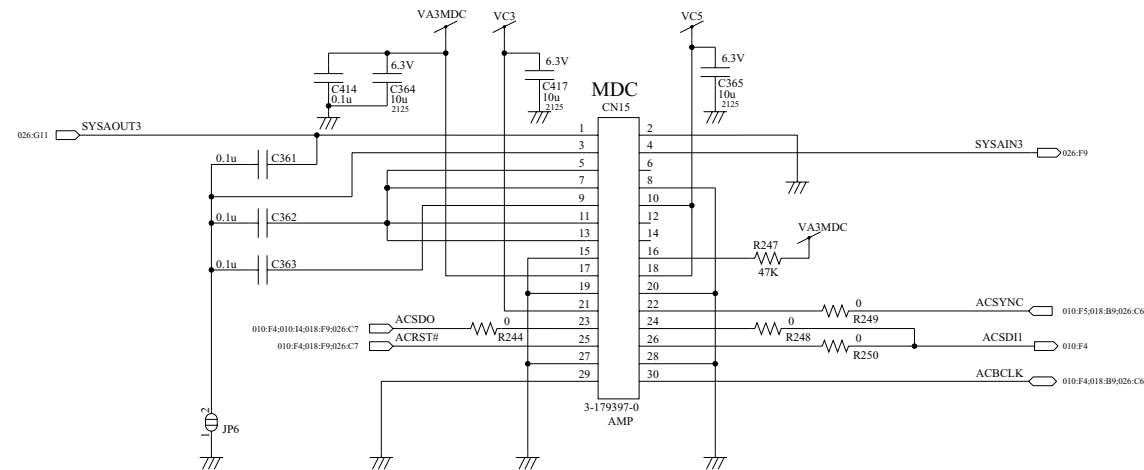 VA3MDC VC3 VC5
6.3V 6.3V 6.3V
C414 C364 C417 C365
0.1u 10u 10u 10u
2125 2125 2125
MDC
CN15
026:G11 SYSAOUT3 1 2
3 4 SYSAIN3 026:F9
0.1u C361 5 6
7 8
9 10
0.1u C362 11 12
13 14 VA3MDC
0.1u C363 15 16 R247
47K
17 18
19 20
21 22 0 ACSYNC 010:F5;018:B9;026:C6
R249
010:F4;010:I4;018:F9;026:C7 ACSDO 0 23 24 0
R244 R248
010:F4;018:F9;026:C7 ACRST# 25 26 0 ACSDI1 010:F4
R250
27 28
29 30 ACBCLK 010:F4;018:B9;026:C6
3-179397-0
AMP
2
1 JP6